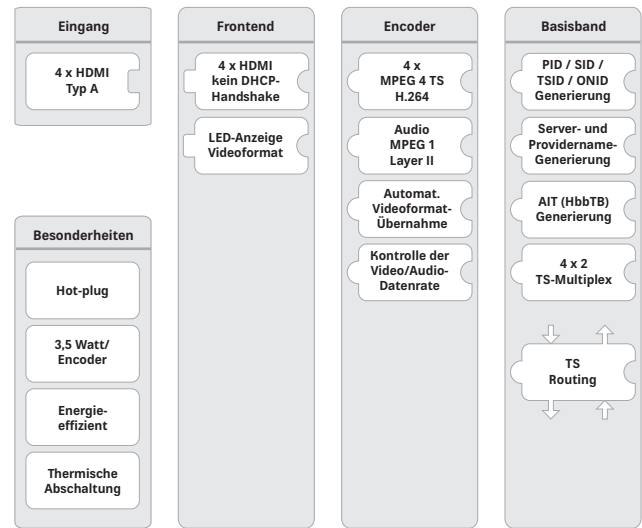 Eingang
4 x HDMI
Typ A
Besonderheiten
Hot-plug
3,5 Watt/
Encoder
Energie-
effizient
Thermische
Abschaltung
Frontend
4 x HDMI
kein DHCP-
Handshake
LED-Anzeige
Videoformat
Encoder
4 x
MPEG 4 TS
H.264
Audio
MPEG 1
Layer II
Automat.
Videoformat-
Übernahme
Kontrolle der
Video/Audio-
Datenrate
Basisband
PID / SID /
TSID / ONID
Generierung
Server- und
Providername-
Generierung
AIT (HbbTB)
Generierung
4 x 2
TS-Multiplex
TS
Routing